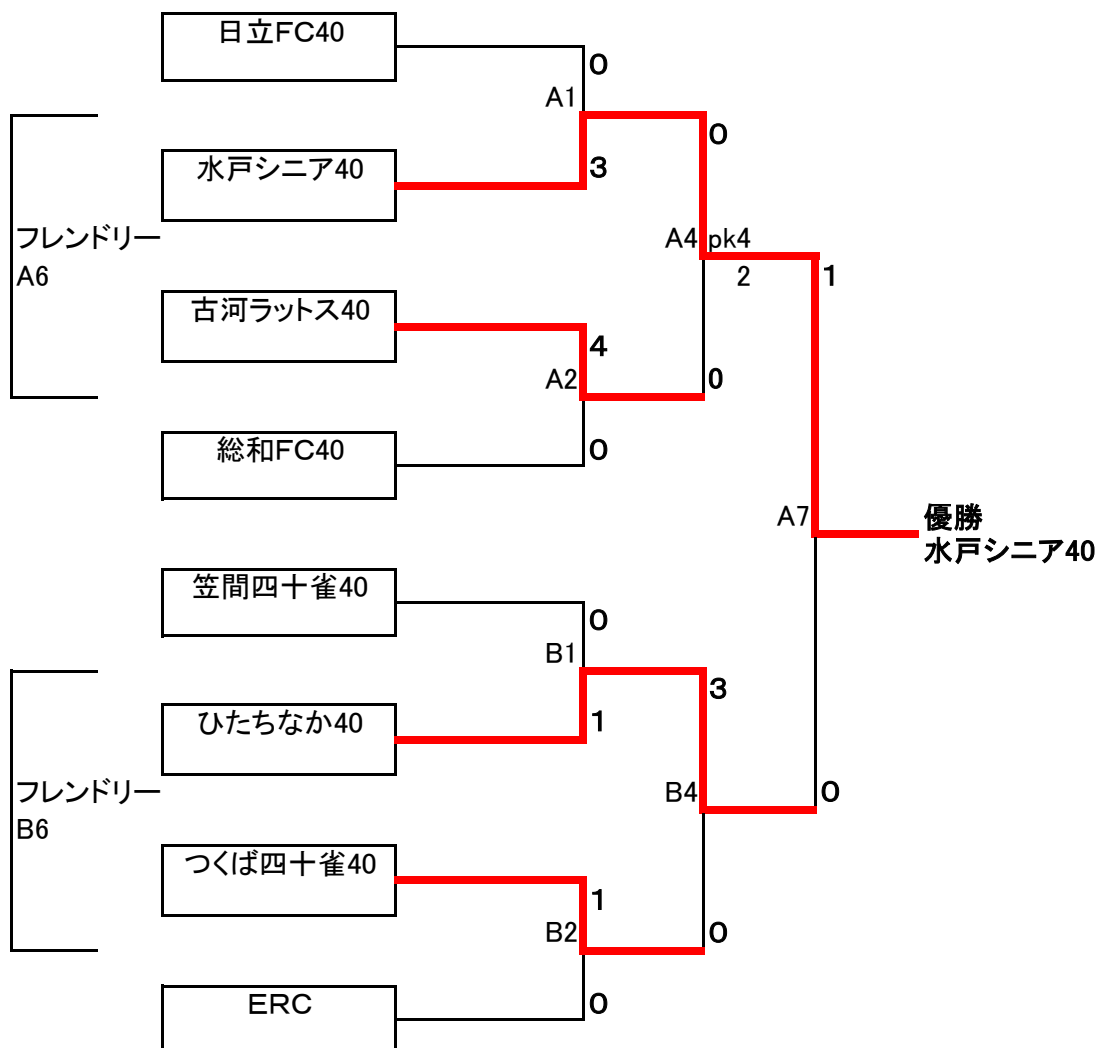 日立FC40
0
A1
0
水戸シニア40
3
フレンドリー
A6
A4
pk4
2
1
古河ラットス40
4
A2
0
総和FC40
0
A7
優勝
水戸シニア40
笠間四十雀40
0
B1
3
ひたちなか40
1
フレンドリー
B6
B4
0
つくば四十雀40
1
B2
0
ERC
0